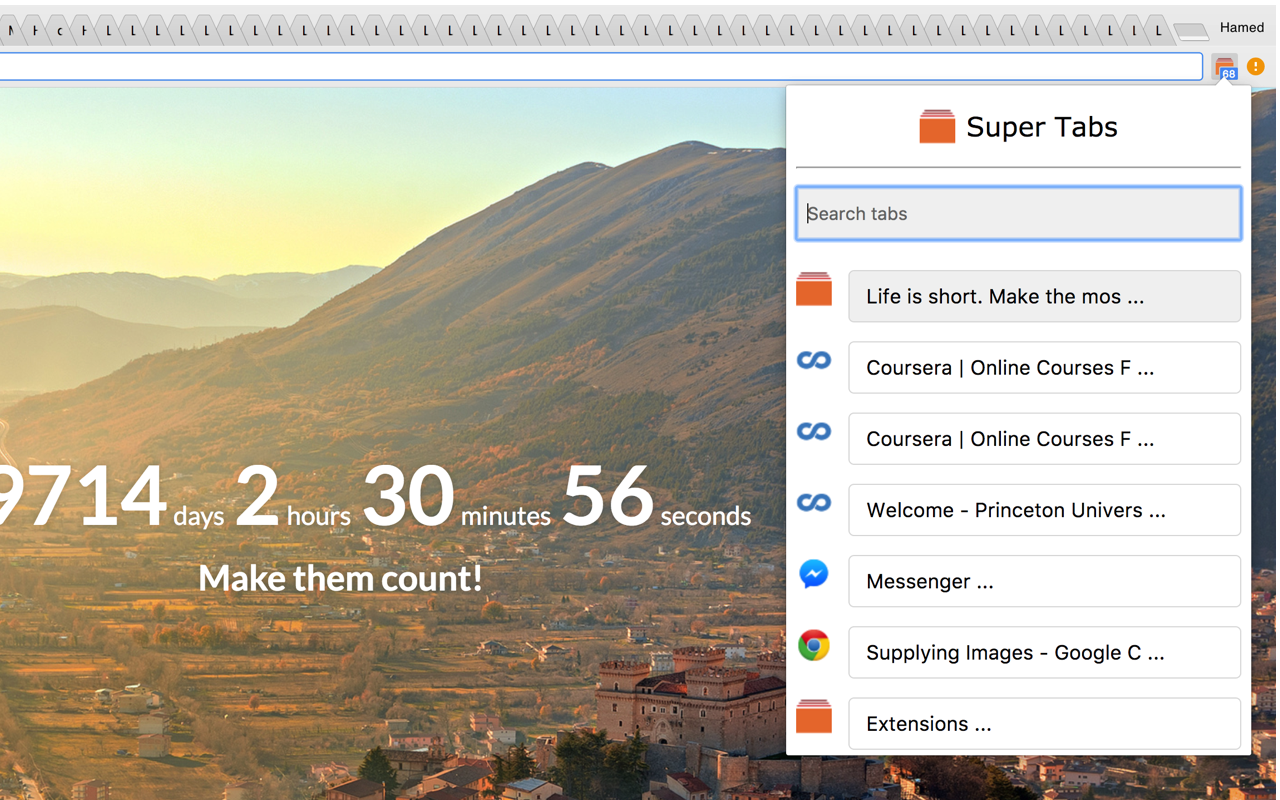 N H c H L L L L L L L L L L L L L L L L L L L L L L L L L L L L L L L L L L L L L L L L L L L L
Hamed
68
Super Tabs
Search tabs
Life is short. Make the mos ...
Coursera | Online Courses F ...
Coursera | Online Courses F ...
Welcome - Princeton Univers ...
Messenger ...
Supplying Images - Google C ...
Extensions ...
9714 days 2 hours 30 minutes 56 seconds
Make them count!